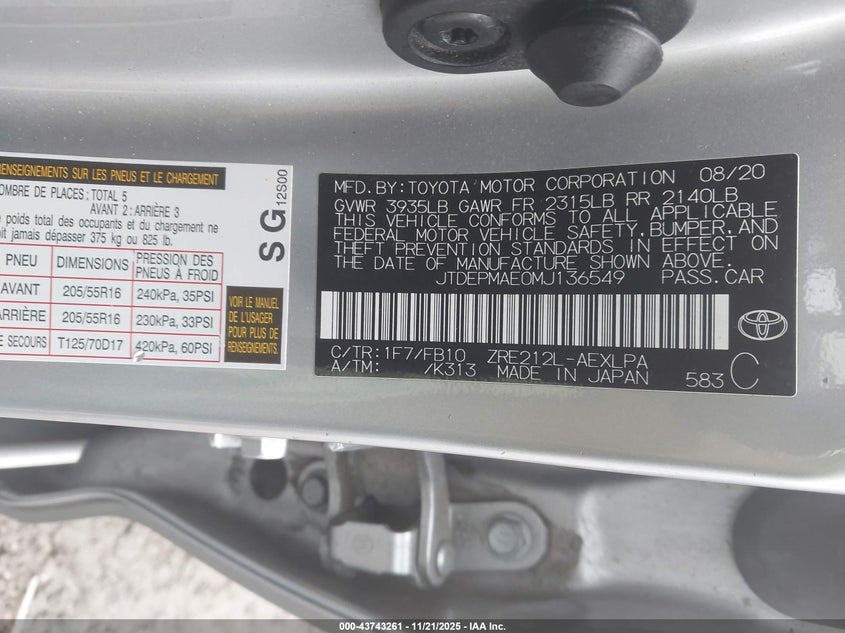 RENSEIGNEMENTS SUR LES PNEUS ET LE CHARGEMENT
NOMBRE DE PLACES: TOTAL 5
AVANT 2: ARRIÈRE 3
poids total des occupants et du chargement ne
doit jamais dépasser 375 kg ou 825 lb.
PNEU DIMENSIONS PRESSION DES PNEUS À FROID
AVANT 205/55R16 240kPa, 35PSI
ARRIÈRE 205/55R16 230kPa, 33PSI
SECOURS T125/70D17 420kPa, 60PSI
SG 12S00
VOIR LE MANUEL
DE L'USAGER
POUR PLUS DE
RENSEIGNEMENTS.
MFD.BY: TOYOTA MOTOR CORPORATION 08/20
GVWR 3935LB GAWR FR 2315LB RR 2140LB
THIS VEHICLE CONFORMS TO ALL APPLICABLE
FEDERAL MOTOR VEHICLE SAFETY, BUMPER, AND
THEFT PREVENTION STANDARDS IN EFFECT ON
THE DATE OF MANUFACTURE SHOWN ABOVE.
JTDEPMAE0MJ136549 PASS.CAR
C/TR: 1F7/FB10 ZRE212L-AEXLPA
A/TM: /K313 MADE IN JAPAN 583 C
000-43743261 - 11/21/2025 - IAA Inc.